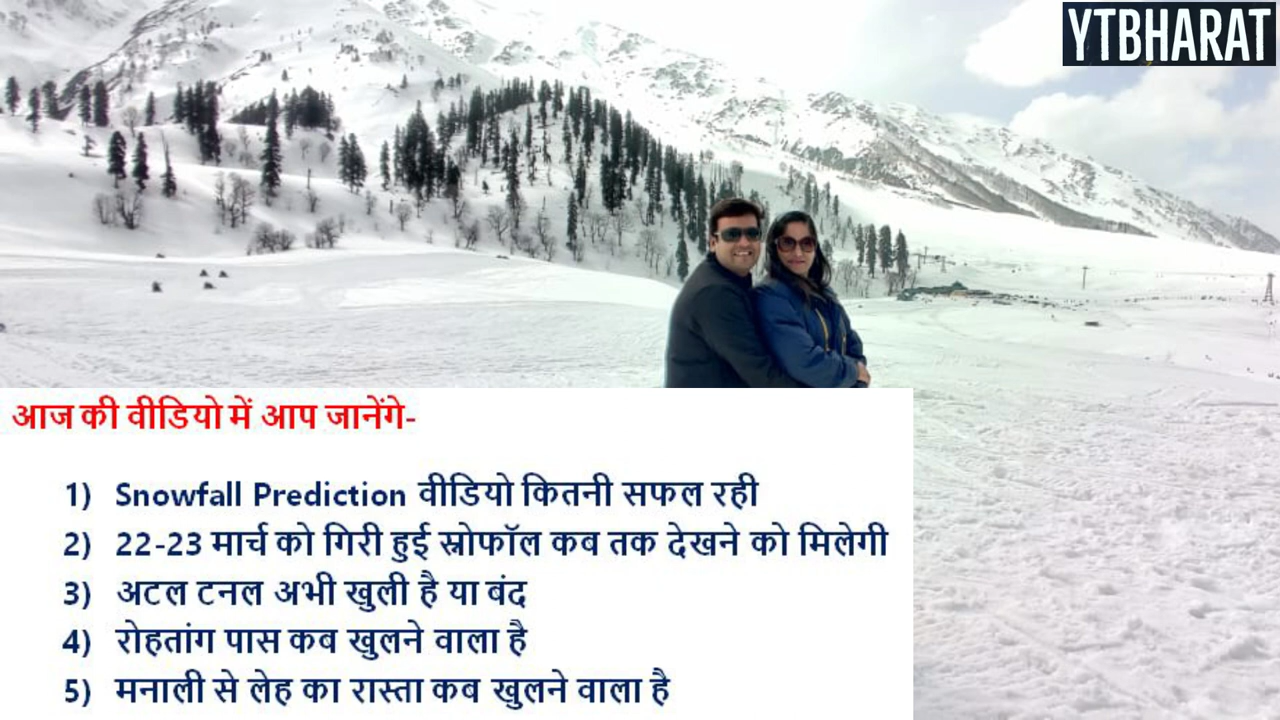 YTBHARAT
आज की वीडियो में आप जानेंगे-
1) Snowfall Prediction वीडियो कितनी सफल रही
2) 22-23 मार्च को गिरी हुई स्नोफॉल कब तक देखने को मिलेगी
3) अटल टनल अभी खुली है या बंद
4) रोहतांग पास कब खुलने वाला है
5) मनाली से लेह का रास्ता कब खुलने वाला है